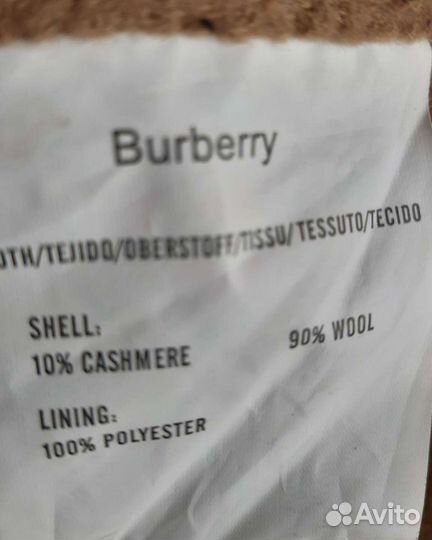 Burberry
OTH/TEJIDO/OBERSTOFF/TISSU/TESSUTO/TECIDO
SHELL:
10% CASHMERE 90% WOOL
LINING:
100% POLYESTER
Avito